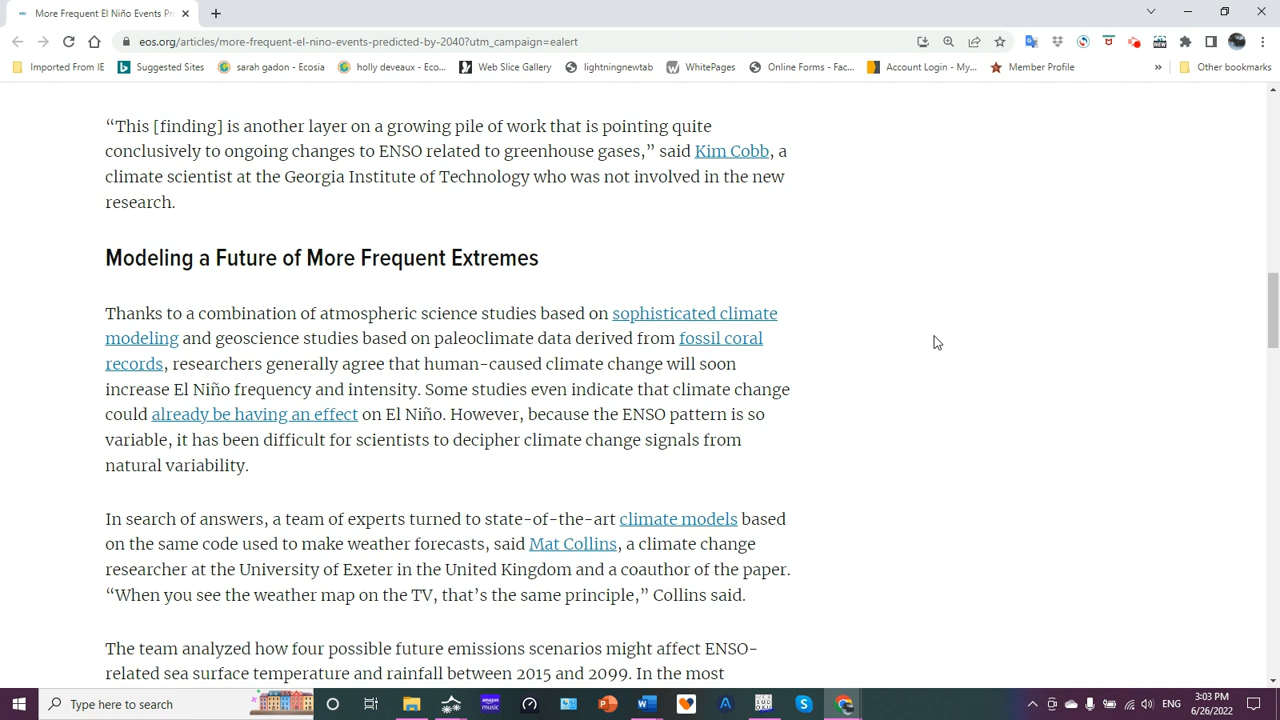 More Frequent El Niño Events Pr
eos.org/articles/more-frequent-el-nino-events-predicted-by-2040?utm_campaign=ealert
Imported From IE
Suggested Sites
sarah gadon - Ecosia
holly deveaux - Eco...
Web Slice Gallery
lightningnewtab
WhitePages
Online Forms - Fac...
Account Login - My...
Member Profile
»
Other bookmarks
“This [finding] is another layer on a growing pile of work that is pointing quite
conclusively to ongoing changes to ENSO related to greenhouse gases,” said Kim Cobb, a
climate scientist at the Georgia Institute of Technology who was not involved in the new
research.
Modeling a Future of More Frequent Extremes
Thanks to a combination of atmospheric science studies based on sophisticated climate
modeling and geoscience studies based on paleoclimate data derived from fossil coral
records, researchers generally agree that human-caused climate change will soon
increase El Niño frequency and intensity. Some studies even indicate that climate change
could already be having an effect on El Niño. However, because the ENSO pattern is so
variable, it has been difficult for scientists to decipher climate change signals from
natural variability.
In search of answers, a team of experts turned to state-of-the-art climate models based
on the same code used to make weather forecasts, said Mat Collins, a climate change
researcher at the University of Exeter in the United Kingdom and a coauthor of the paper.
“When you see the weather map on the TV, that’s the same principle,” Collins said.
The team analyzed how four possible future emissions scenarios might affect ENSO-
related sea surface temperature and rainfall between 2015 and 2099. In the most
Type here to search
ENG
3:03 PM
6/26/2022